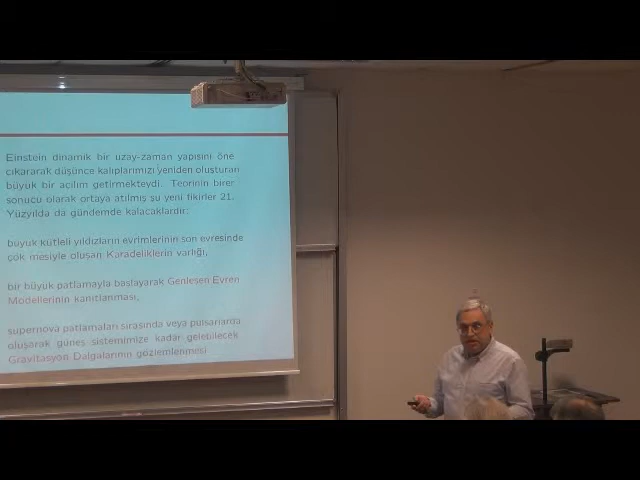 Einstein dinamik bir uzay-zaman yapısını öne
çıkararak düşünce kalıplarımızı yeniden oluşturan
büyük bir açılım getirmekteydi. Teorinin birer
sonucu olarak ortaya atılmış şu yeni fikirler 21.
Yüzyılda da gündemde kalacaklardır:
büyük kütleli yıldızların evrimlerinin son evresinde
çök mesiyle oluşan Karadeliklerin varlığı,
bir büyük patlamayla başlayarak Genleşen Evren
Modellerinin kanıtlanması,
supernova patlamaları sırasında veya pulsarlarda
oluşarak güneş sistemimize kadar gelebilecek
Gravitasyon Dalgalarının gözlemlenmesi